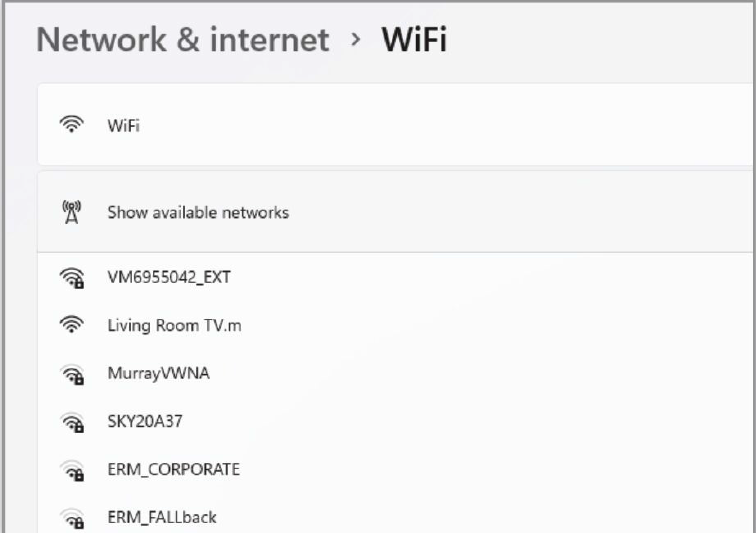 Network & internet > WiFi
WiFi
Show available networks
VM6955042_EXT
Living Room TV.m
MurrayVWNA
SKY20A37
ERM_CORPORATE
ERM_FALLback